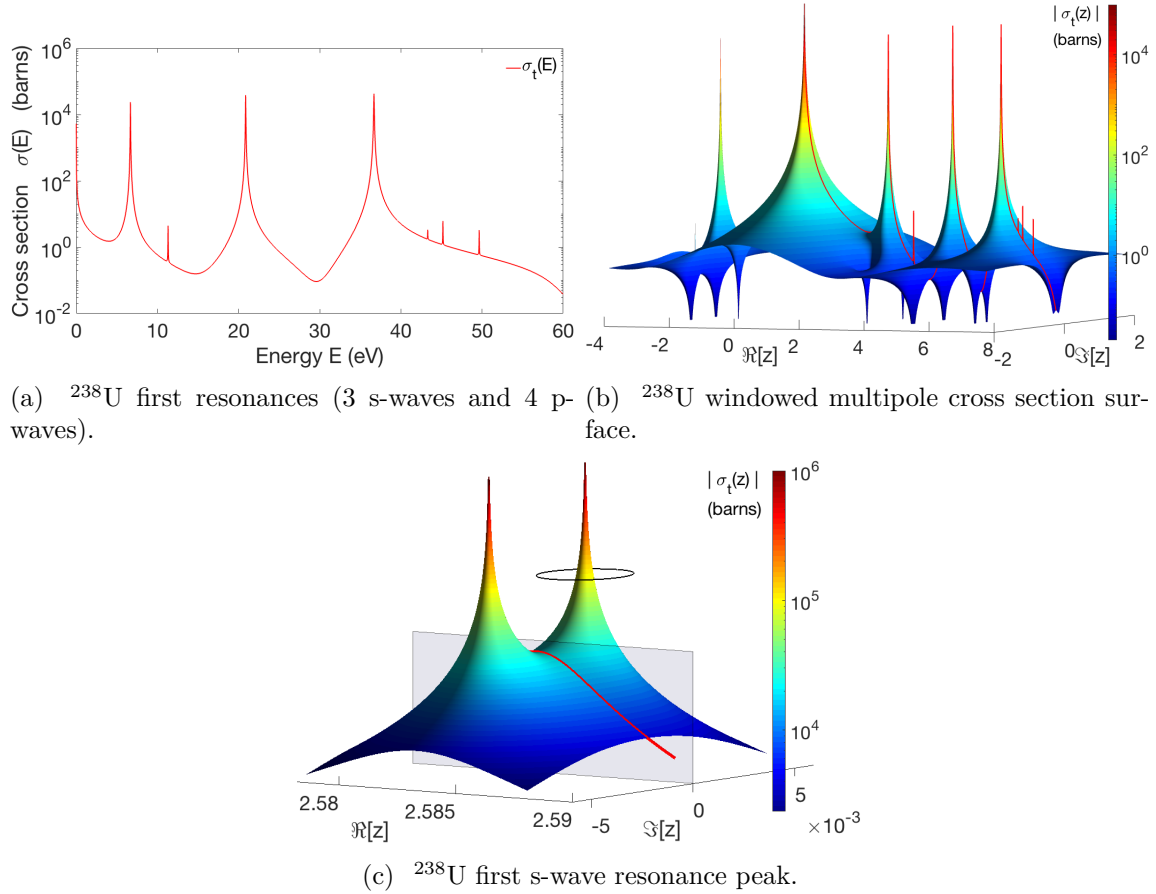 10^6
10^4
10^2
10^0
10^-2
Cross section σ(E) (barns)
σ_t(E)
0 10 20 30 40 50 60
Energy E (eV)
(a) ^238U first resonances (3 s-waves and 4 p-waves).
| σ_t(z) |
(barns)
10^4
10^2
10^0
-4 -2 0 2 4 6 8
ℜ[z]
-2 0 2
ℑ[z]
(b) ^238U windowed multipole cross section surface.
| σ_t(z) |
(barns)
10^6
10^5
10^4
5
2.58 2.585 2.59
ℜ[z]
-5 0
ℑ[z]
×10^-3
(c) ^238U first s-wave resonance peak.